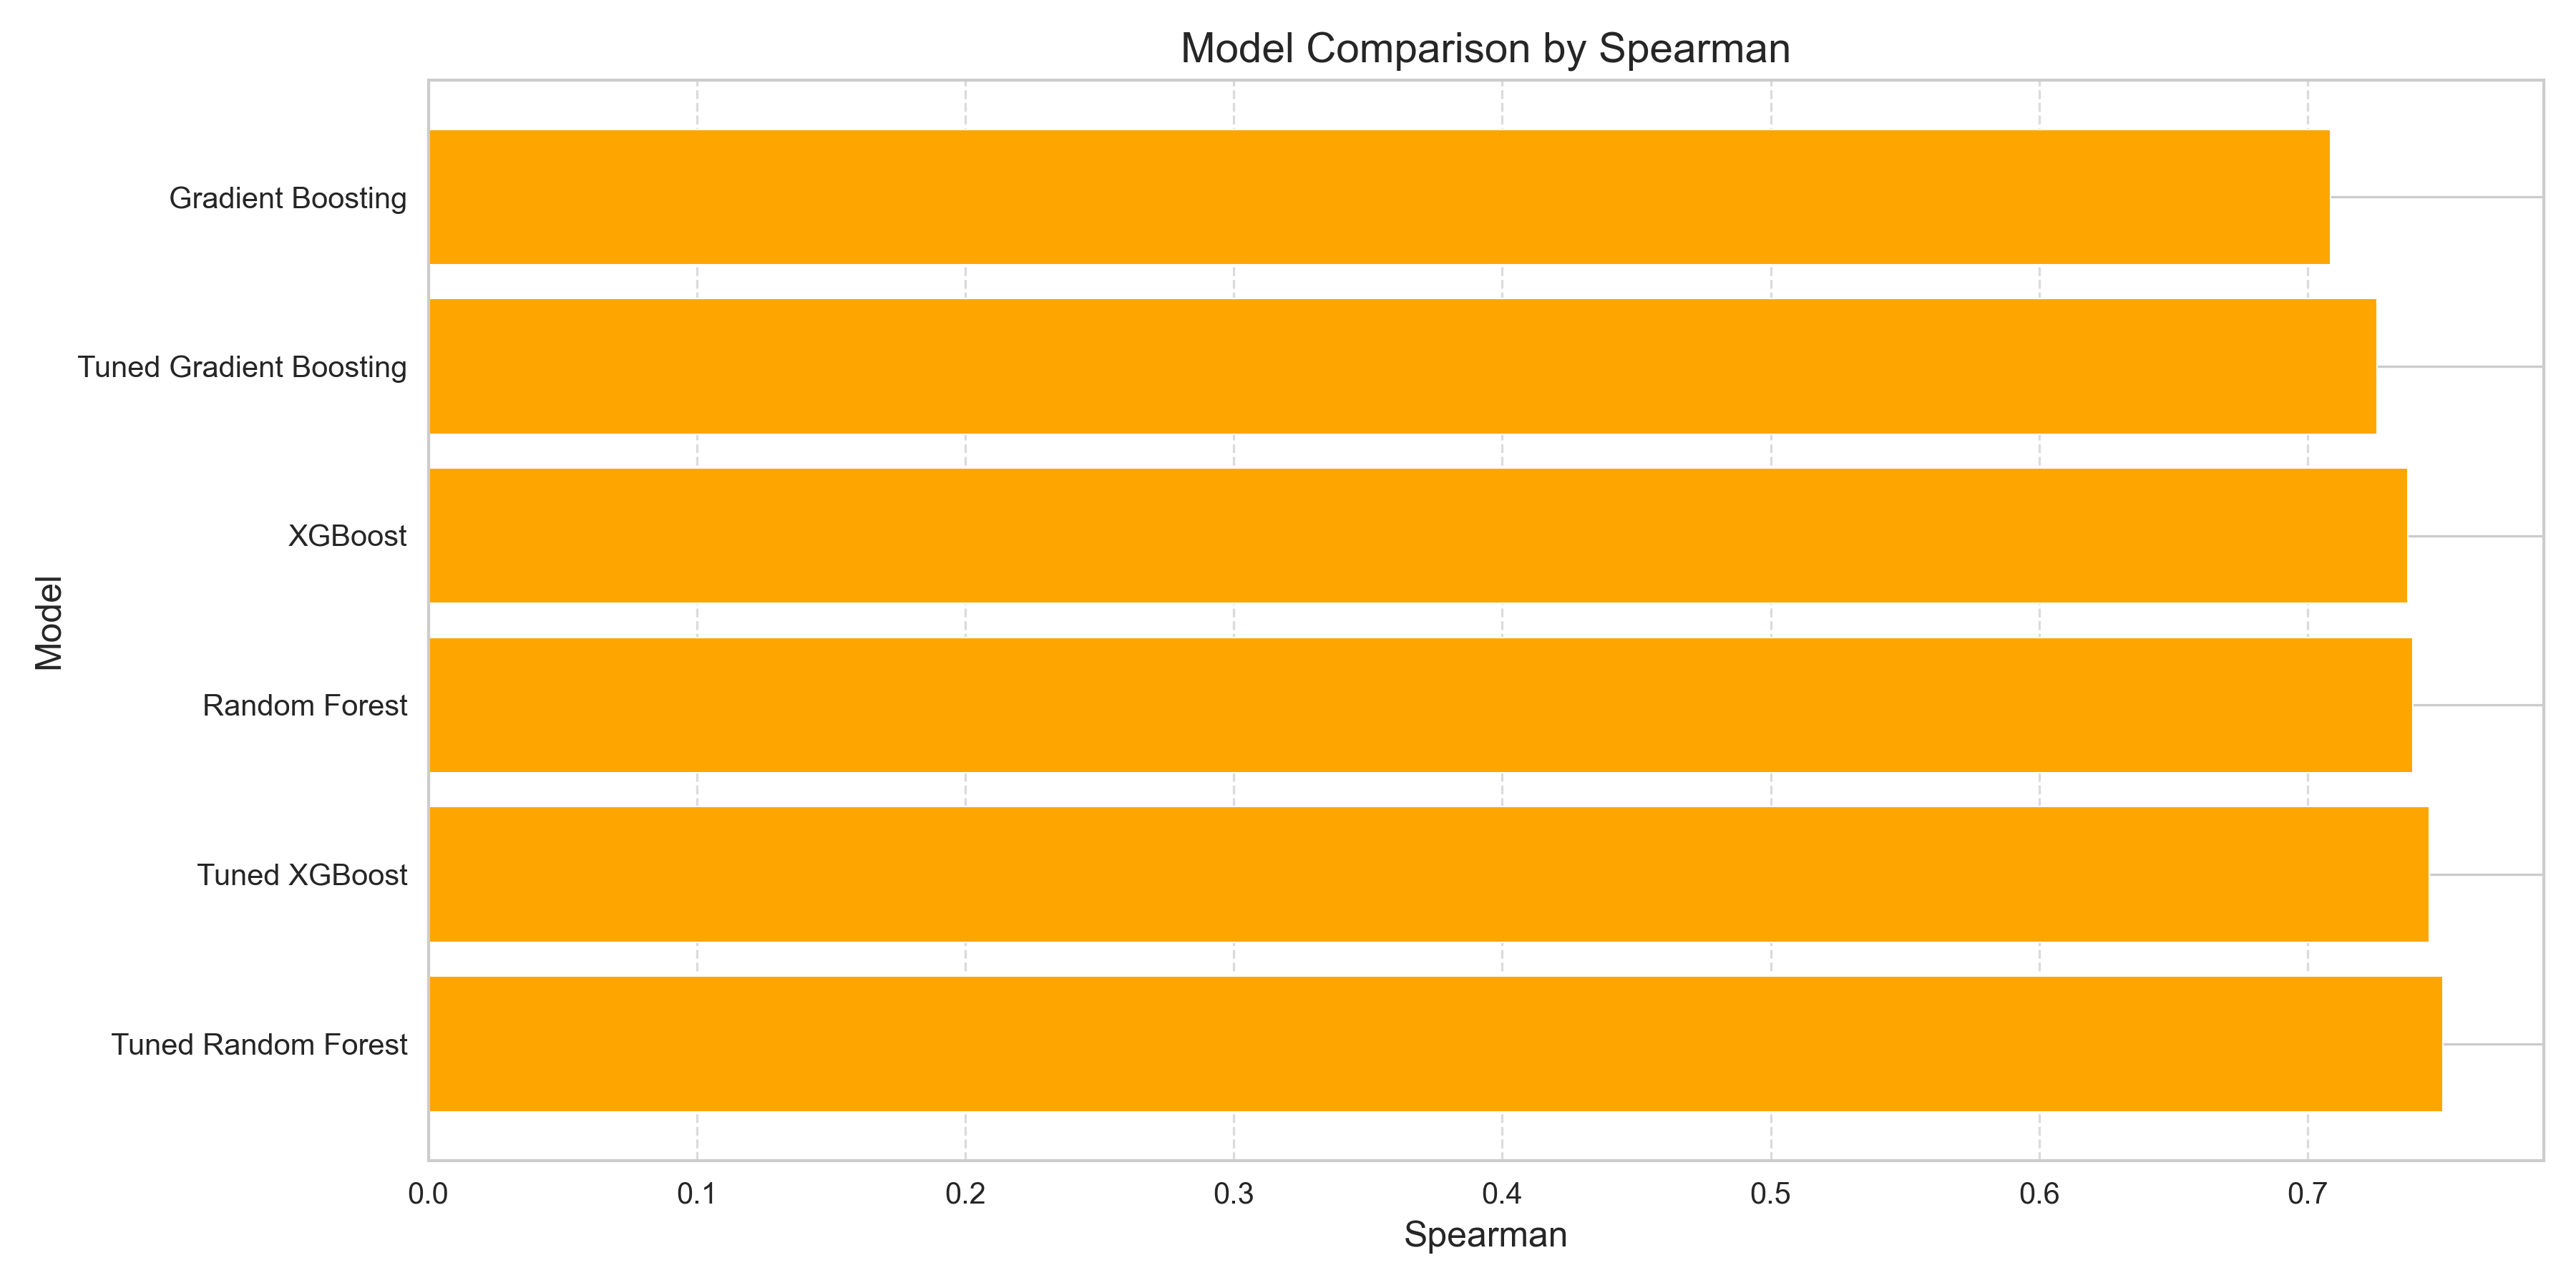 Model Comparison by Spearman
Gradient Boosting
Tuned Gradient Boosting
XGBoost
Random Forest
Tuned XGBoost
Tuned Random Forest
Model
0.0 0.1 0.2 0.3 0.4 0.5 0.6 0.7
Spearman